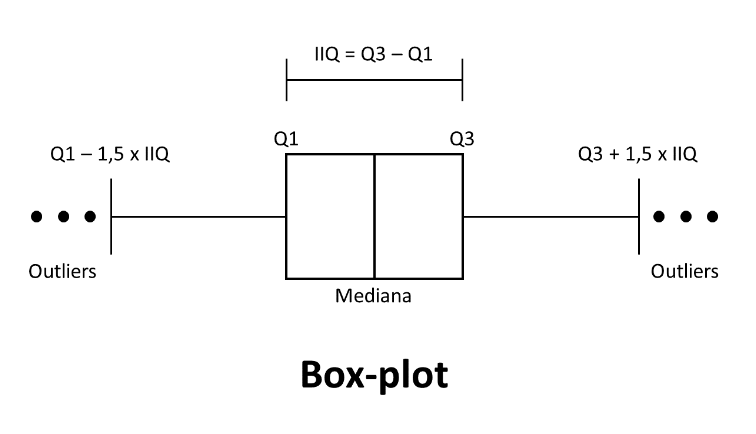 IIQ = Q3 – Q1
Q1
Q3
Q1 – 1,5 x IIQ
Q3 + 1,5 x IIQ
Outliers
Outliers
Mediana
Box-plot